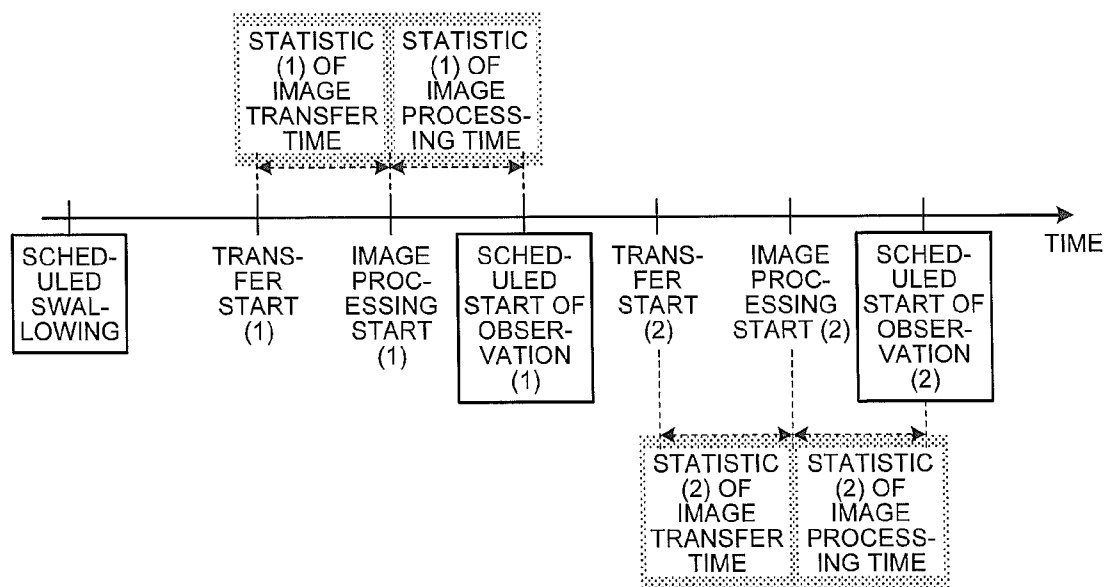 STATISTIC
(1) OF
IMAGE
TRANSFER
TIME
STATISTIC
(1) OF
IMAGE
PROCESS-
ING TIME
TIME
SCHED-
ULED
SWAL-
LOWING
TRANS-
FER
START
(1)
IMAGE
PROC-
ESSING
START
(1)
SCHED-
ULED
START OF
OBSER-
VATION
(1)
TRANS-
FER
START
(2)
IMAGE
PROC-
ESSING
START (2)
SCHED-
ULED
START OF
OBSER-
VATION
(2)
STATISTIC
(2) OF
IMAGE
TRANSFER
TIME
STATISTIC
(2) OF
IMAGE
PROCESS-
ING TIME